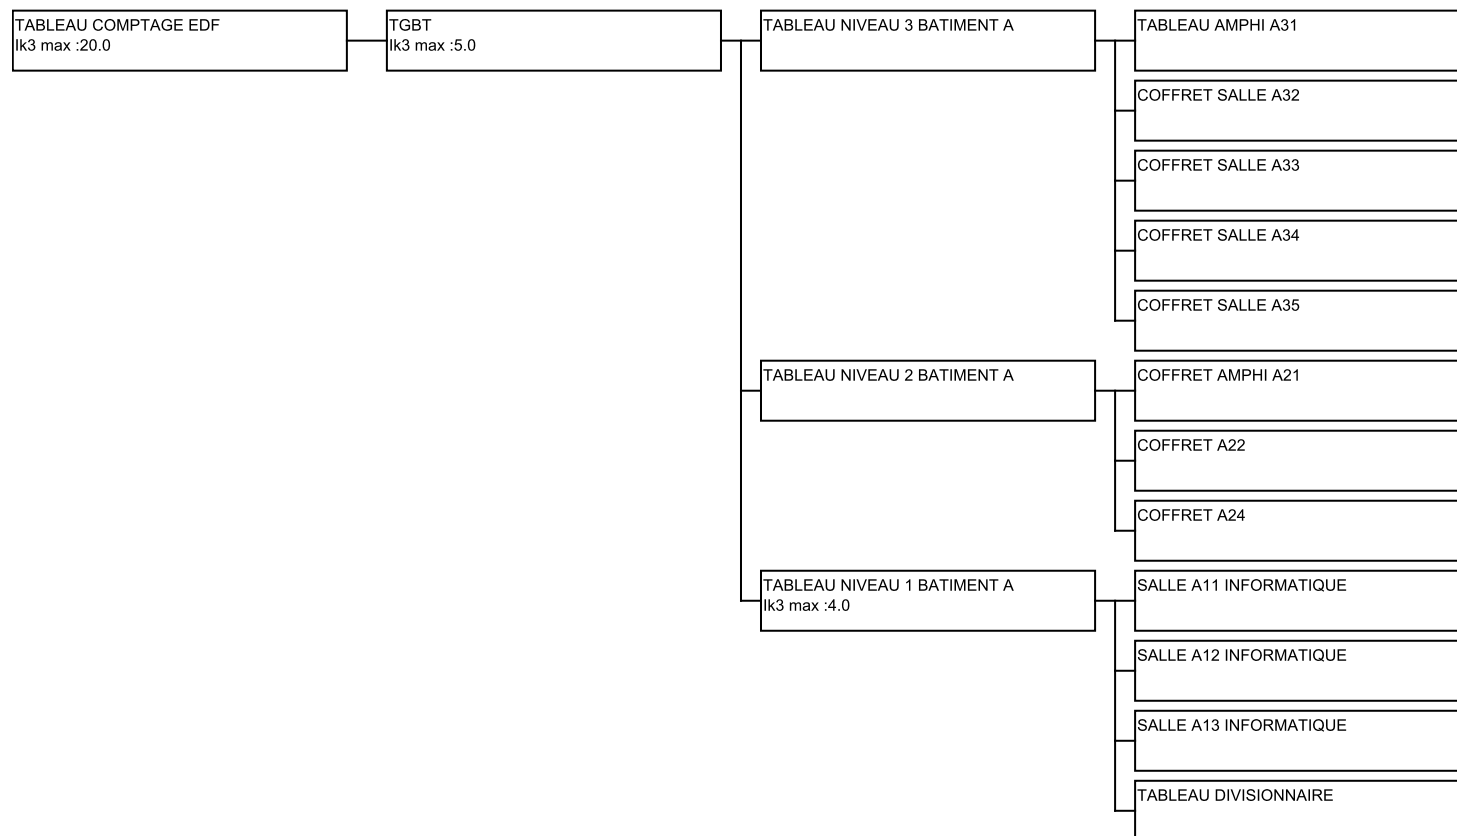 TABLEAU COMPTAGE EDF
Ik3 max :20.0
TGBT
Ik3 max :5.0
TABLEAU NIVEAU 3 BATIMENT A
TABLEAU AMPHI A31
COFFRET SALLE A32
COFFRET SALLE A33
COFFRET SALLE A34
COFFRET SALLE A35
TABLEAU NIVEAU 2 BATIMENT A
COFFRET AMPHI A21
COFFRET A22
COFFRET A24
TABLEAU NIVEAU 1 BATIMENT A
Ik3 max :4.0
SALLE A11 INFORMATIQUE
SALLE A12 INFORMATIQUE
SALLE A13 INFORMATIQUE
TABLEAU DIVISIONNAIRE